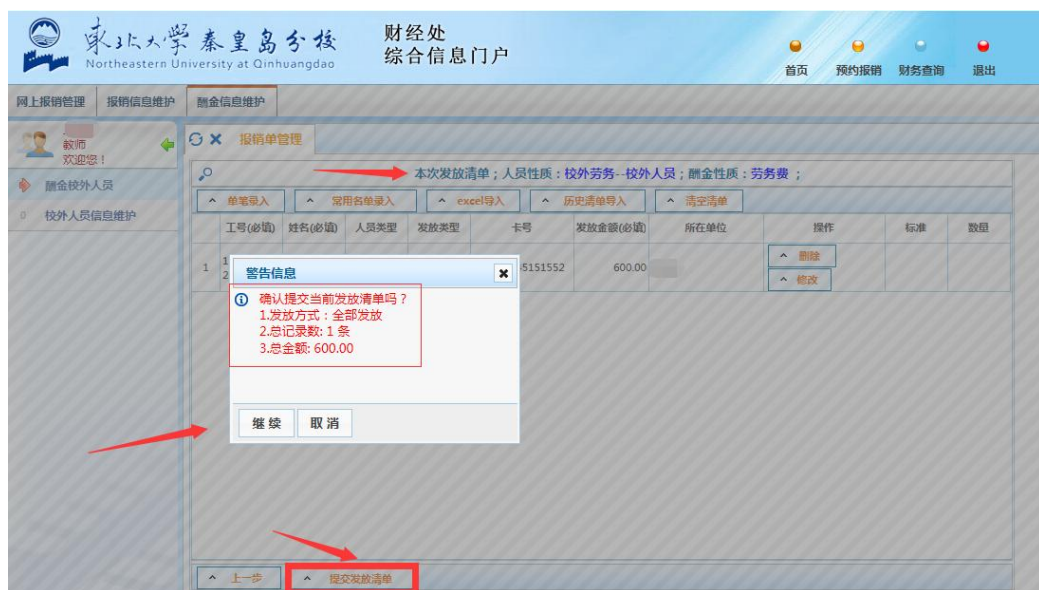 东北大学秦皇岛分校
Northeastern University at Qinhuangdao
财经处
综合信息门户
首页 预约报销 财务查询 退出
网上报销管理 报销信息维护 酬金信息维护
教师
欢迎您！
报销单管理
酬金校外人员
校外人员信息维护
本次发放清单；人员性质：校外劳务--校外人员；酬金性质：劳务费；
单笔录入 常用名单录入 excel导入 历史清单导入 清空清单
工号(必填) 姓名(必填) 人员类型 发放类型 卡号 发放金额(必填) 所在单位 操作 标准 数量
1 1 5151552 600.00 删除
2 修改
警告信息
确认提交当前发放清单吗？
1.发放方式：全部发放
2.总记录数: 1 条
3.总金额: 600.00
继续 取消
上一步 提交发放清单